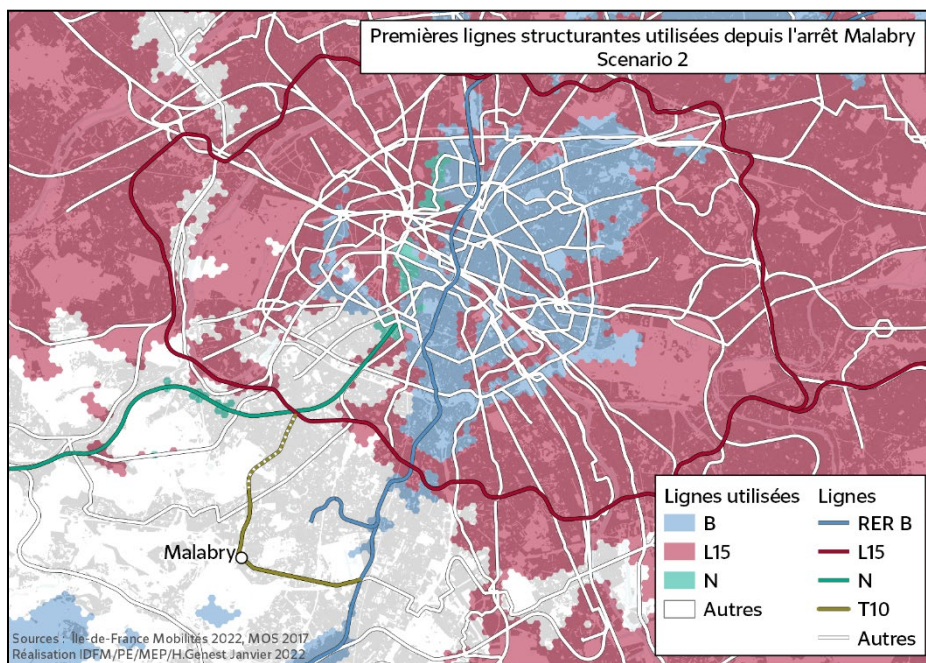 Premières lignes structurantes utilisées depuis l'arrêt Malabry
Scenario 2
Malabry
Lignes utilisées
B
L15
N
Autres
Lignes
RER B
L15
N
T10
Autres
Sources : Île-de-France Mobilités 2022, MOS 2017
Réalisation IDFM/PE/MEP/H.Genest Janvier 2022